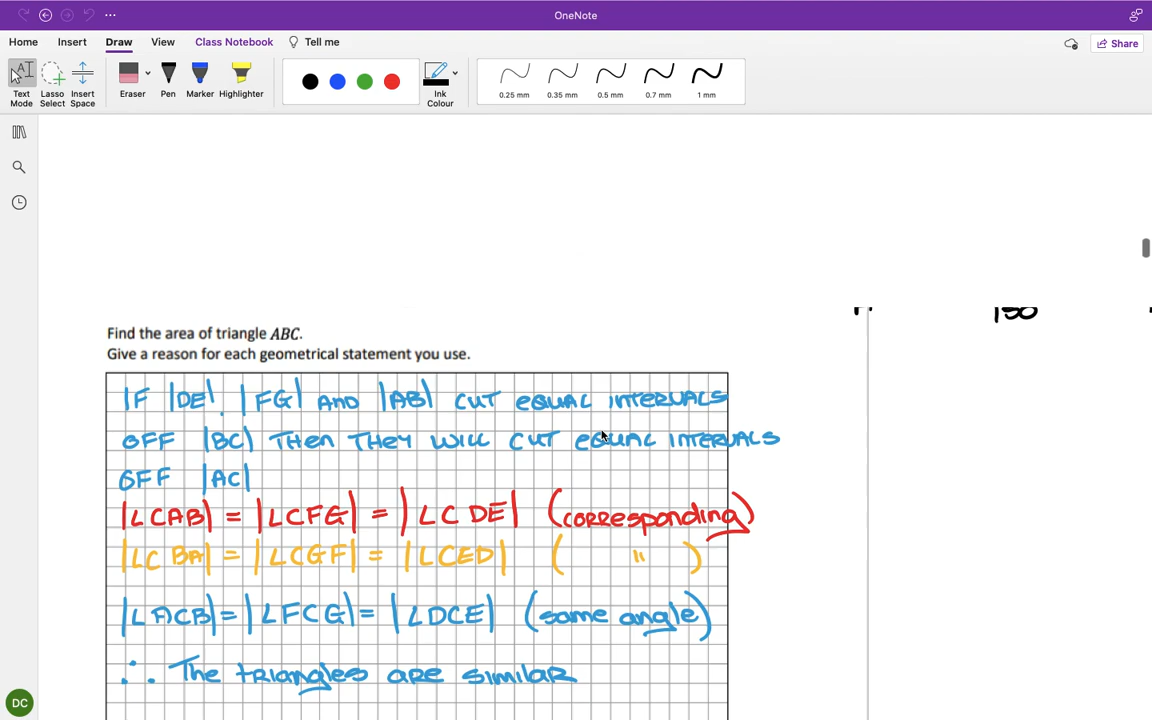 OneNote
Home Insert Draw View Class Notebook Tell me
Share
Text Mode
Lasso Select
Insert Space
Eraser
Pen
Marker
Highlighter
Ink Colour
0.25 mm
0.35 mm
0.5 mm
0.7 mm
1 mm
150
Find the area of triangle ABC.
Give a reason for each geometrical statement you use.
IF |DE|, |FG| AND |AB| CUT EQUAL INTERVALS
OFF |BC| THEN THEY WILL CUT EQUAL INTERVALS
OFF |AC|
|∠CAB| = |∠CFG| = |∠CDE| (corresponding)
|∠CBA| = |∠CGF| = |∠CED| ( " )
|∠ACB| = |∠FCG| = |∠DCE| (same angle)
∴ The triangles are similar
DC